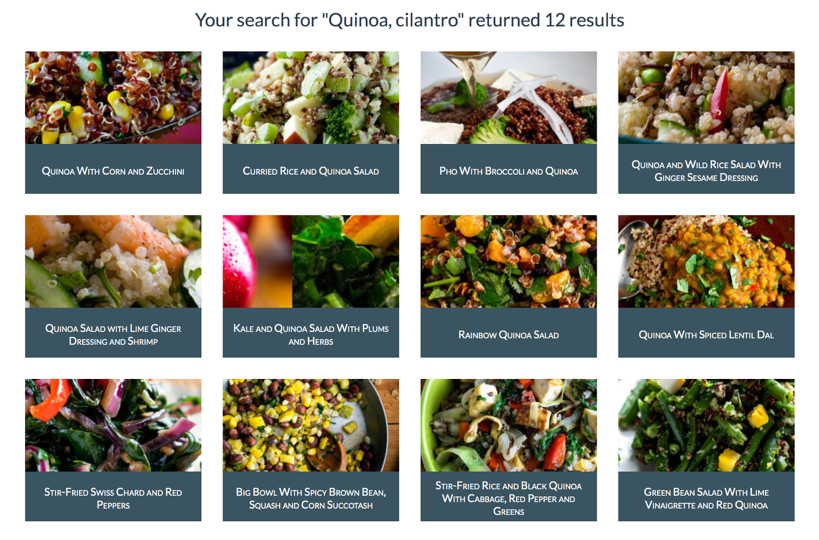 Your search for "Quinoa, cilantro" returned 12 results
Quinoa With Corn and Zucchini
Curried Rice and Quinoa Salad
Pho With Broccoli and Quinoa
Quinoa and Wild Rice Salad With
Ginger Sesame Dressing
Quinoa Salad with Lime Ginger
Dressing and Shrimp
Kale and Quinoa Salad With Plums
and Herbs
Rainbow Quinoa Salad
Quinoa With Spiced Lentil Dal
Stir-Fried Swiss Chard and Red
Peppers
Big Bowl With Spicy Brown Bean,
Squash and Corn Succotash
Stir-Fried Rice and Black Quinoa
With Cabbage, Red Pepper and
Greens
Green Bean Salad With Lime
Vinaigrette and Red Quinoa